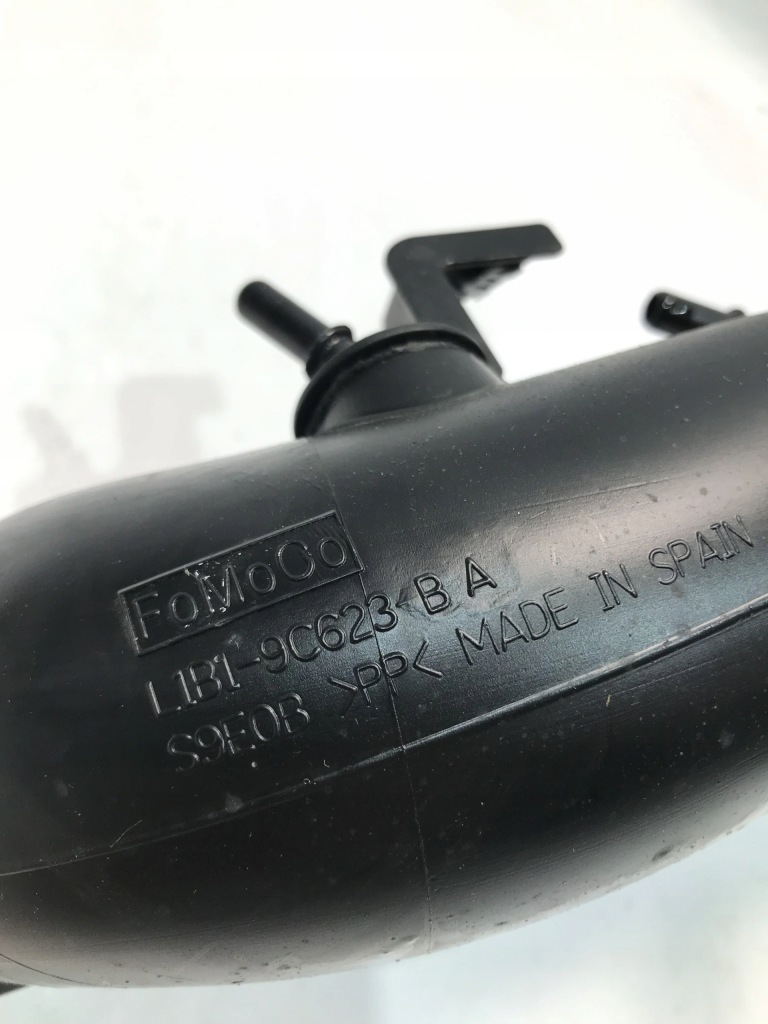 FoMoCo
L1B1-9C623-BA
S9E0B >PP< MADE IN SPAIN